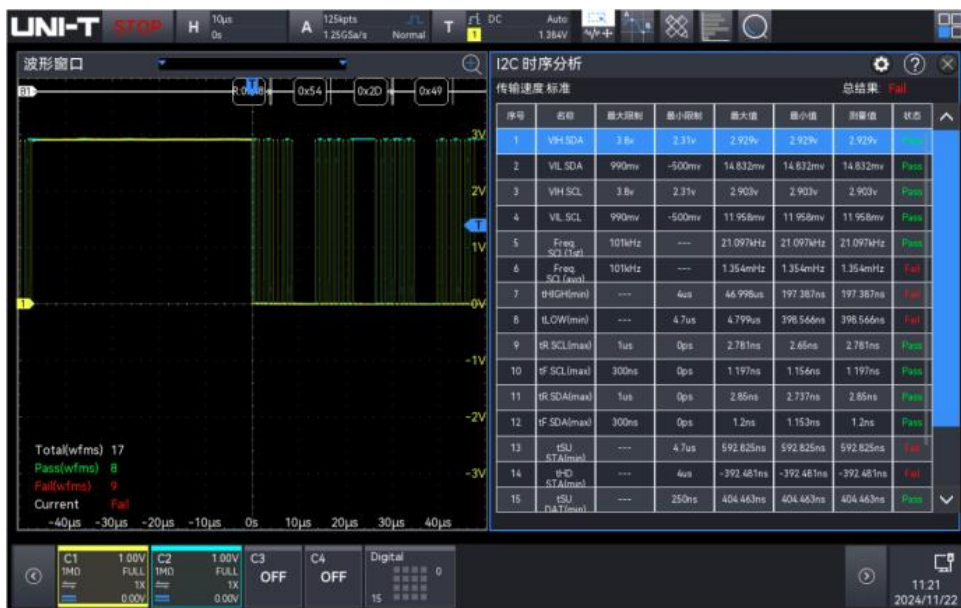 UNI-T STOP H 10μs 0s A 125kpts 1.25GSa/s Normal T 1 DC Auto 1.384V
波形窗口
B1 0x54 0x2D 0x49
3V
2V
T
1V
1 0V
-1V
-2V
-3V
Total(wfms) 17
Pass(wfms) 8
Fail(wfms) 9
Current Fail
-40μs -30μs -20μs -10μs 0s 10μs 20μs 30μs 40μs
I2C 时序分析
传输速度 标准 总结果 Fail
序号 名称 最大限制 最小限制 最大值 最小值 测量值 状态
1 VIH.SDA 3.8v 2.31v 2.929v 2.929v 2.929v Pass
2 VIL.SDA 990mv -500mv 14.832mv 14.832mv 14.832mv Pass
3 VIH.SCL 3.8v 2.31v 2.903v 2.903v 2.903v Pass
4 VIL.SCL 990mv -500mv 11.958mv 11.958mv 11.958mv Pass
5 Freq. SCL(1st) 101kHz --- 21.097kHz 21.097kHz 21.097kHz Pass
6 Freq. SCL(avg) 101kHz --- 1.354mHz 1.354mHz 1.354mHz Fail
7 tHIGH(min) --- 4us 46.998us 197.387ns 197.387ns Fail
8 tLOW(min) --- 4.7us 4.799us 398.566ns 398.566ns Fail
9 tR SCL(max) 1us 0ps 2.781ns 2.65ns 2.781ns Pass
10 tF SCL(max) 300ns 0ps 1.197ns 1.156ns 1.197ns Pass
11 tR SDA(max) 1us 0ps 2.85ns 2.737ns 2.85ns Pass
12 tF SDA(max) 300ns 0ps 1.2ns 1.153ns 1.2ns Pass
13 tSU STA(min) --- 4.7us 592.825ns 592.825ns 592.825ns Fail
14 tHD STA(min) --- 4us -392.481ns -392.481ns -392.481ns Fail
15 tSU DAT(min) --- 250ns 404.463ns 404.463ns 404.463ns Pass
C1 1.00V
1MΩ FULL
1X
0.00V
C2 1.00V
1MΩ FULL
1X
0.00V
C3
OFF
C4
OFF
Digital
0
15
11:21
2024/11/22